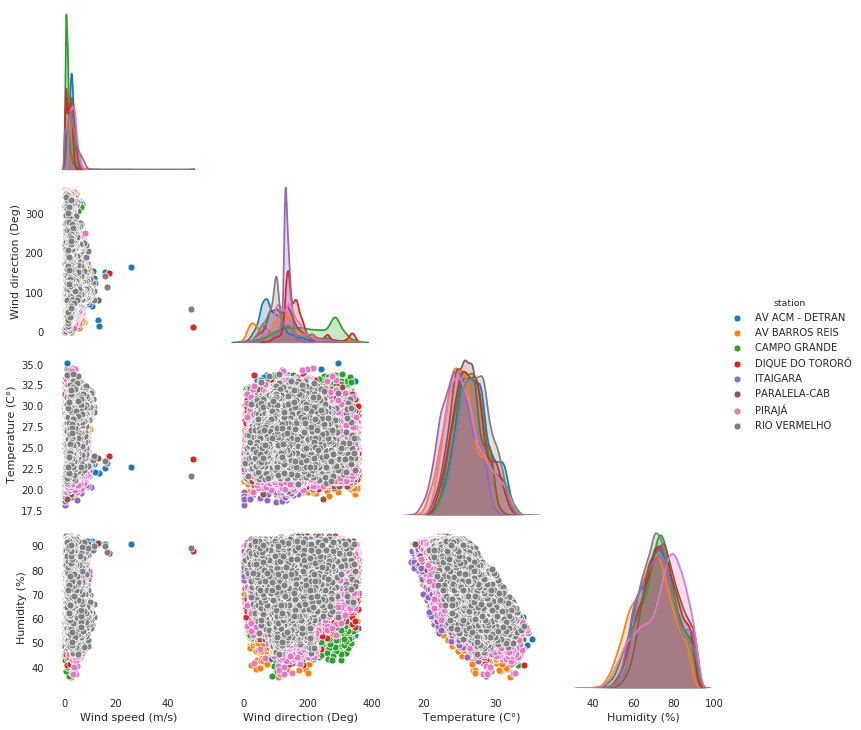 Wind direction (Deg)
300
200
100
0
Temperature (C°)
35.0
32.5
30.0
27.5
25.0
22.5
20.0
17.5
Humidity (%)
90
80
70
60
50
40
0 20 40
Wind speed (m/s)
0 200 400
Wind direction (Deg)
20 30
Temperature (C°)
40 60 80 100
Humidity (%)
station
AV ACM - DETRAN
AV BARROS REIS
CAMPO GRANDE
DIQUE DO TORORÓ
ITAIGARA
PARALELA-CAB
PIRAJÁ
RIO VERMELHO